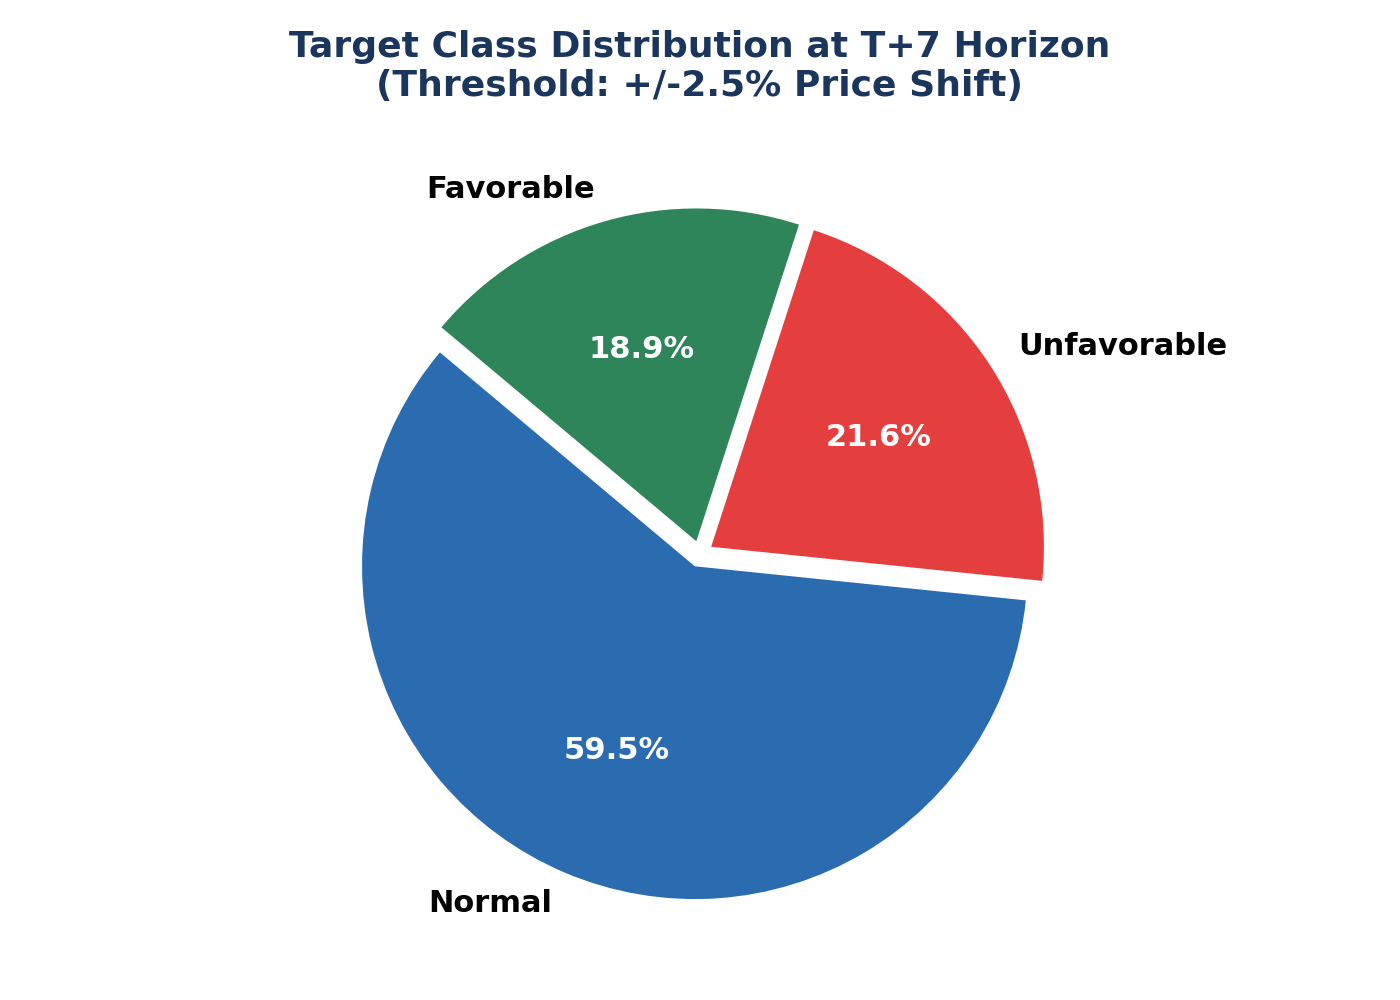 Target Class Distribution at T+7 Horizon
(Threshold: +/-2.5% Price Shift)
Favorable
18.9%
Unfavorable
21.6%
59.5%
Normal